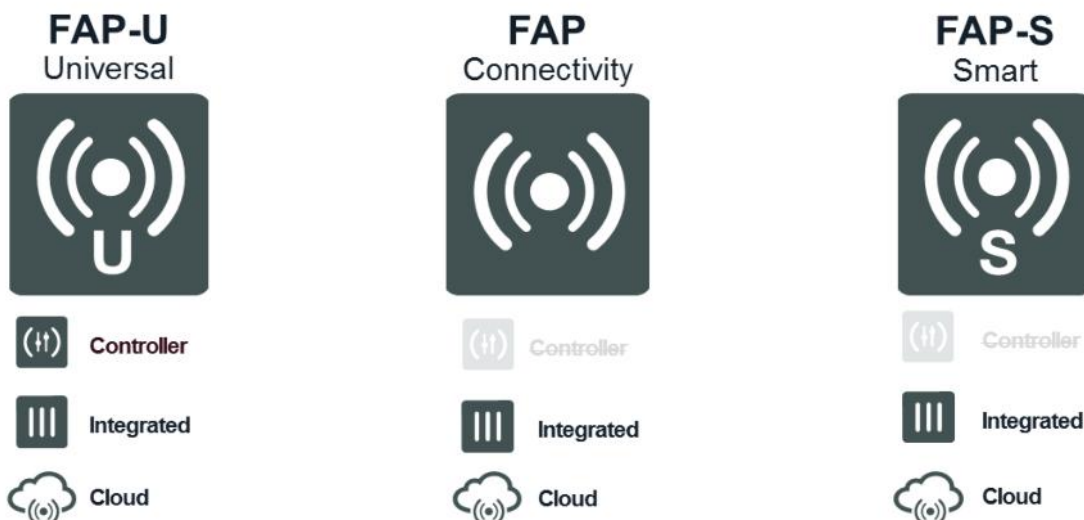 FAP-U
Universal
U
Controller
Integrated
Cloud
FAP
Connectivity
Controller
Integrated
Cloud
FAP-S
Smart
S
Controller
Integrated
Cloud